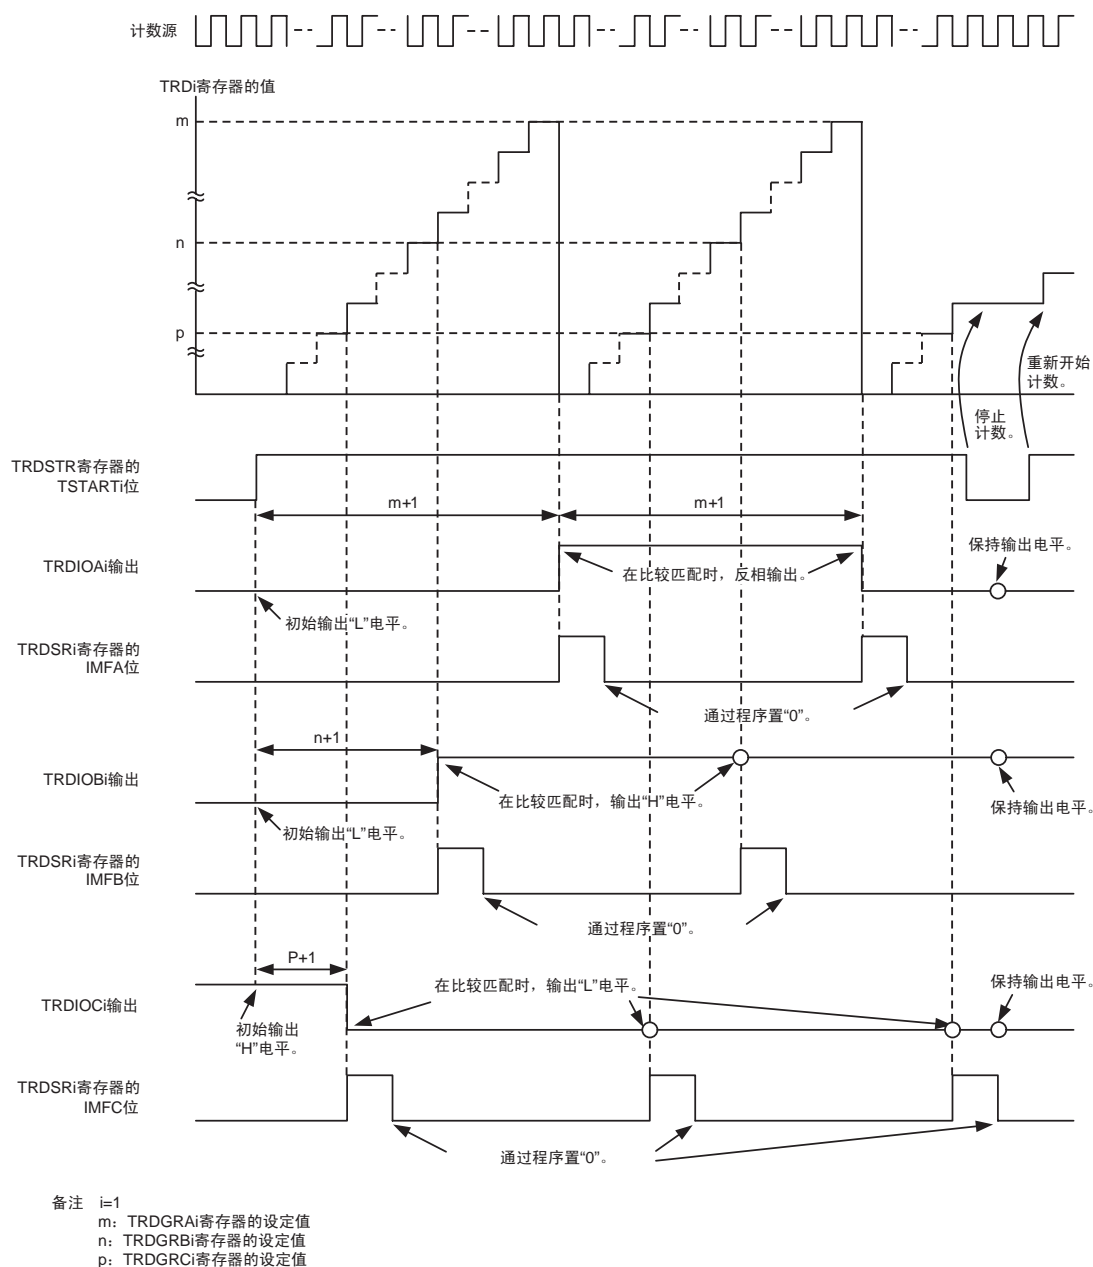 计数源
TRDi寄存器的值
m
n
p
重新开始
计数。
停止
计数。
TRDSTR寄存器的
TSTARTi位
m+1
m+1
TRDIOAi输出
保持输出电平。
在比较匹配时，反相输出。
初始输出“L”电平。
TRDSRi寄存器的
IMFA位
通过程序置“0”。
n+1
TRDIOBi输出
在比较匹配时，输出“H”电平。
保持输出电平。
初始输出“L”电平。
TRDSRi寄存器的
IMFB位
通过程序置“0”。
P+1
在比较匹配时，输出“L”电平。
保持输出电平。
TRDIOCi输出
初始输出
“H”电平。
TRDSRi寄存器的
IMFC位
通过程序置“0”。
备注 i=1
m：TRDGRAi寄存器的设定值
n：TRDGRBi寄存器的设定值
p：TRDGRCi寄存器的设定值